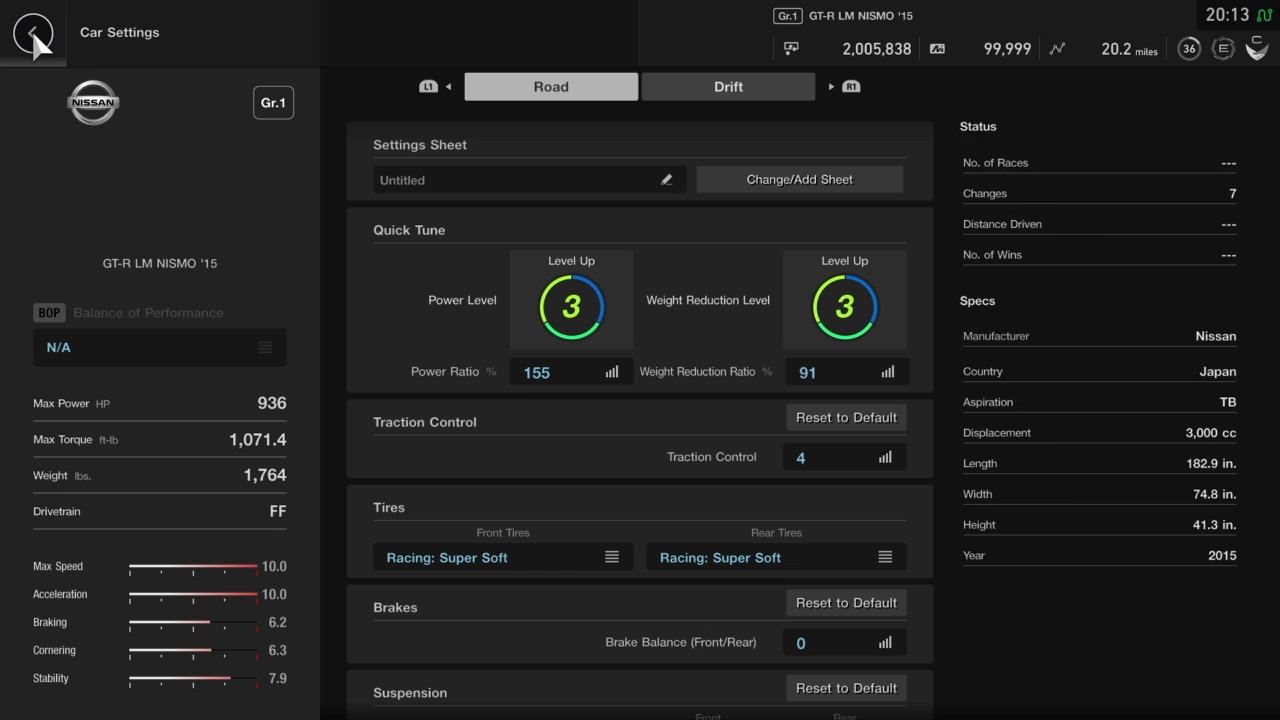 Car Settings
Gr.1 GT-R LM NISMO '15
20:13
2,005,838 99,999 20.2 miles 36 E C
NISSAN
Gr.1
GT-R LM NISMO '15
BOP Balance of Performance
N/A
Max Power HP 936
Max Torque ft-lb 1,071.4
Weight lbs. 1,764
Drivetrain FF
Max Speed 10.0
Acceleration 10.0
Braking 6.2
Cornering 6.3
Stability 7.9
L1 Road Drift R1
Settings Sheet
Untitled Change/Add Sheet
Quick Tune
Level Up Level Up
Power Level 3 Weight Reduction Level 3
Power Ratio % 155 Weight Reduction Ratio % 91
Traction Control Reset to Default
Traction Control 4
Tires
Front Tires Rear Tires
Racing: Super Soft Racing: Super Soft
Brakes Reset to Default
Brake Balance (Front/Rear) 0
Suspension Reset to Default
Front Rear
Status
No. of Races ---
Changes 7
Distance Driven ---
No. of Wins ---
Specs
Manufacturer Nissan
Country Japan
Aspiration TB
Displacement 3,000 cc
Length 182.9 in.
Width 74.8 in.
Height 41.3 in.
Year 2015